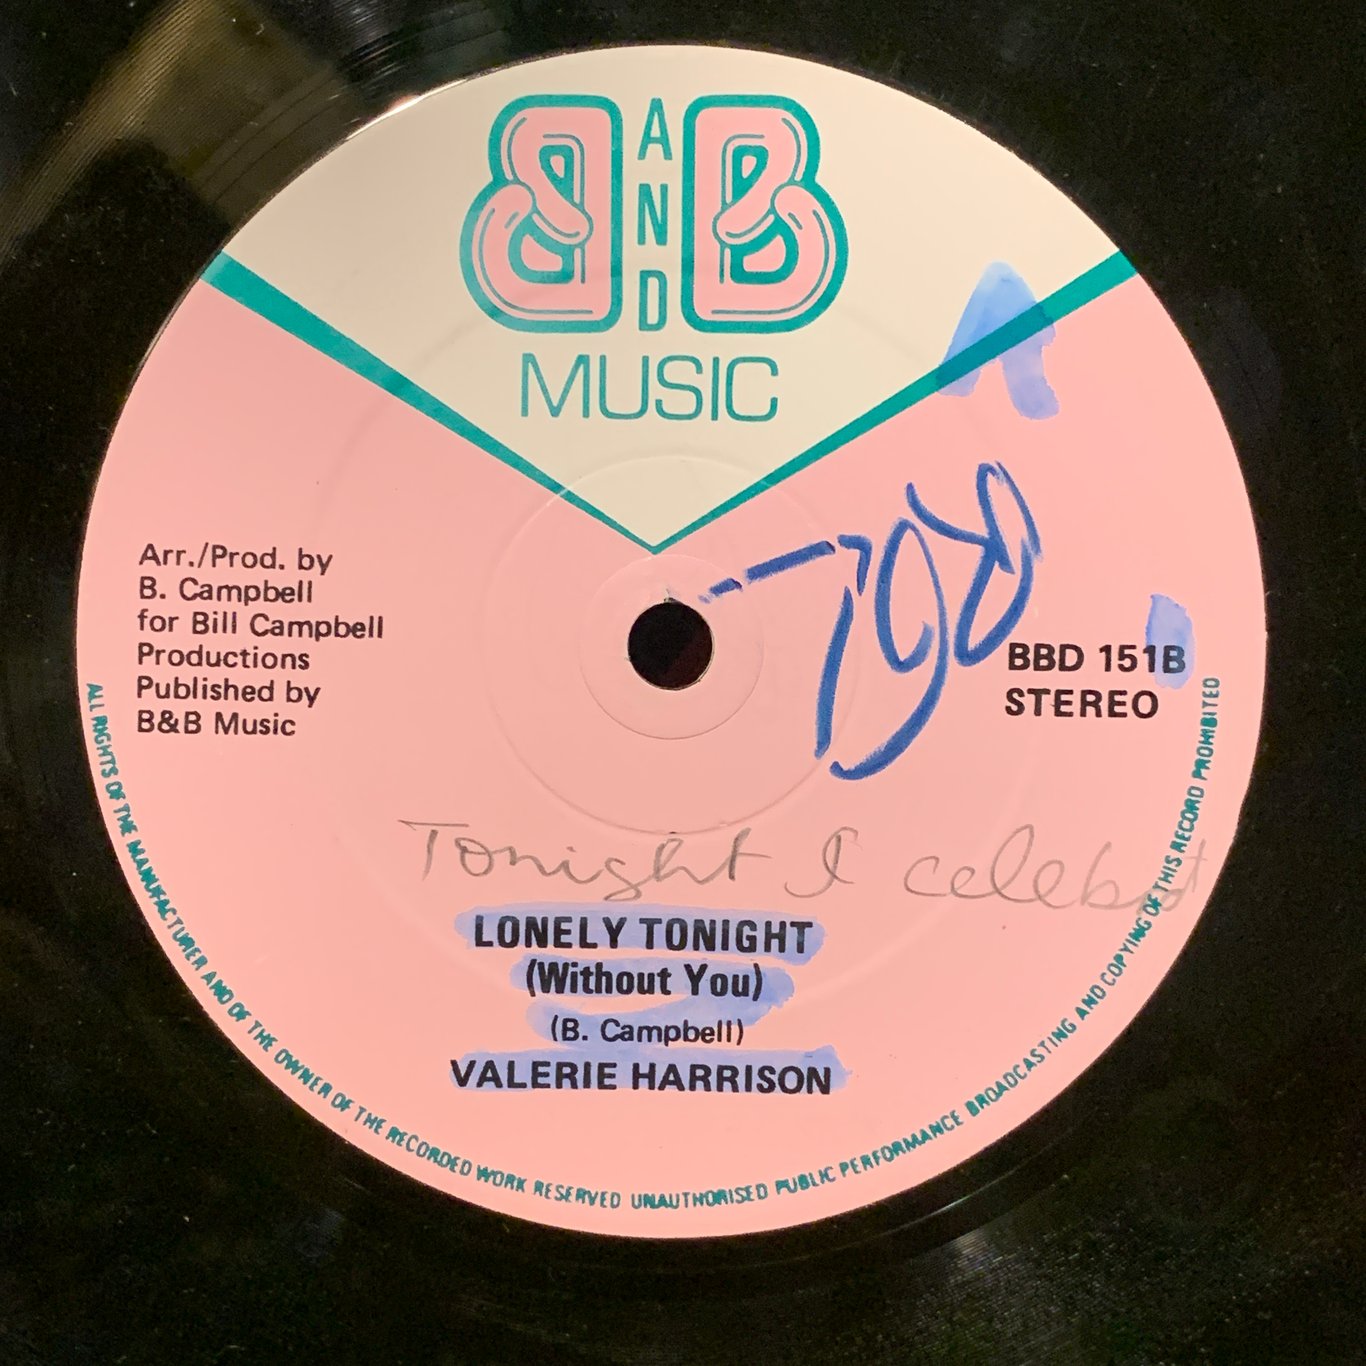 B AND B
MUSIC
A
Arr./Prod. by
B. Campbell
for Bill Campbell
Productions
Published by
B&B Music
BBD 151B
STEREO
Tonight I celebrat
LONELY TONIGHT
(Without You)
(B. Campbell)
VALERIE HARRISON
ALL RIGHTS OF THE MANUFACTURER AND OF THE OWNER OF THE RECORDED WORK RESERVED UNAUTHORISED PUBLIC PERFORMANCE BROADCASTING AND COPYING OF THIS RECORD PROHIBITED